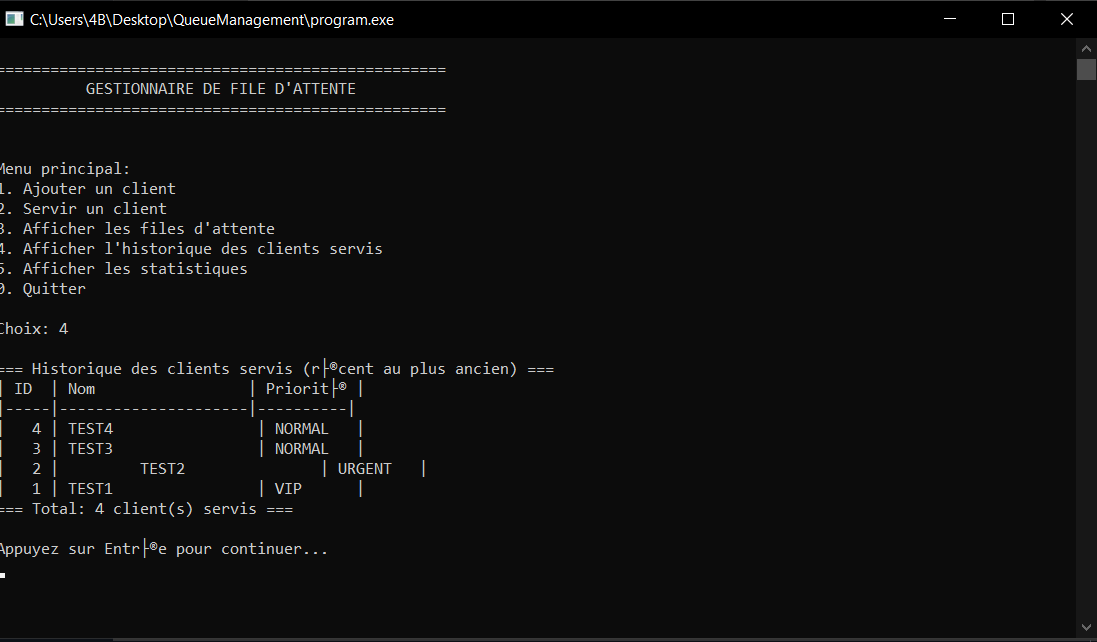 C:\Users\4B\Desktop\QueueManagement\program.exe
==================================================
GESTIONNAIRE DE FILE D'ATTENTE
==================================================
Menu principal:
1. Ajouter un client
2. Servir un client
3. Afficher les files d'attente
4. Afficher l'historique des clients servis
5. Afficher les statistiques
0. Quitter
Choix: 4
=== Historique des clients servis (r├®cent au plus ancien) ===
| ID  | Nom                 | Priorit├® |
|-----|---------------------|----------|
|   4 | TEST4                | NORMAL   |
|   3 | TEST3                | NORMAL   |
|   2 |         TEST2               | URGENT   |
|   1 | TEST1                | VIP      |
=== Total: 4 client(s) servis ===
Appuyez sur Entr├®e pour continuer...